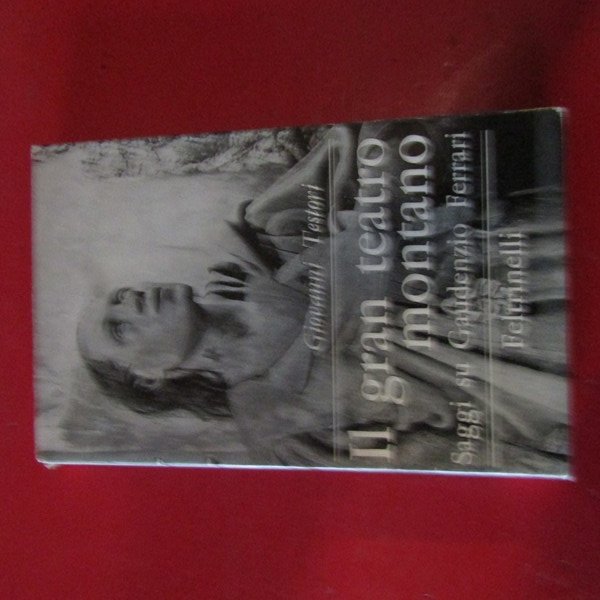 Giovanni Testori
Il gran teatro
montano
Saggi su Gaudenzio Ferrari
Feltrinelli